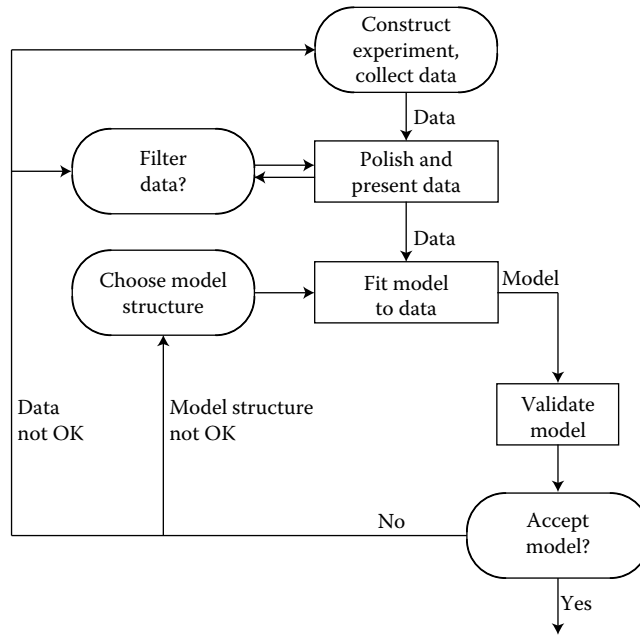 Construct
experiment,
collect data
Data
Filter
data?
Polish and
present data
Data
Choose model
structure
Fit model
to data
Model
Data
not OK
Model structure
not OK
Validate
model
No
Accept
model?
Yes